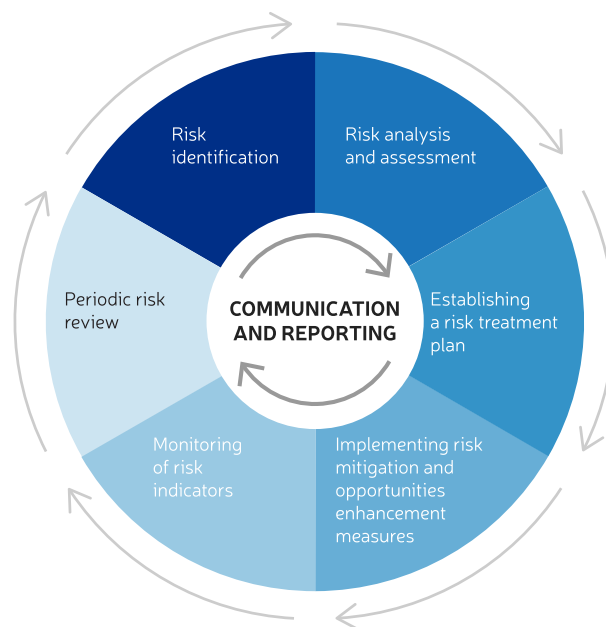 Risk
identification
Risk analysis
and assessment
Establishing
a risk treatment
plan
Implementing risk
mitigation and
opportunities
enhancement
measures
Monitoring
of risk
indicators
Periodic risk
review
COMMUNICATION
AND REPORTING